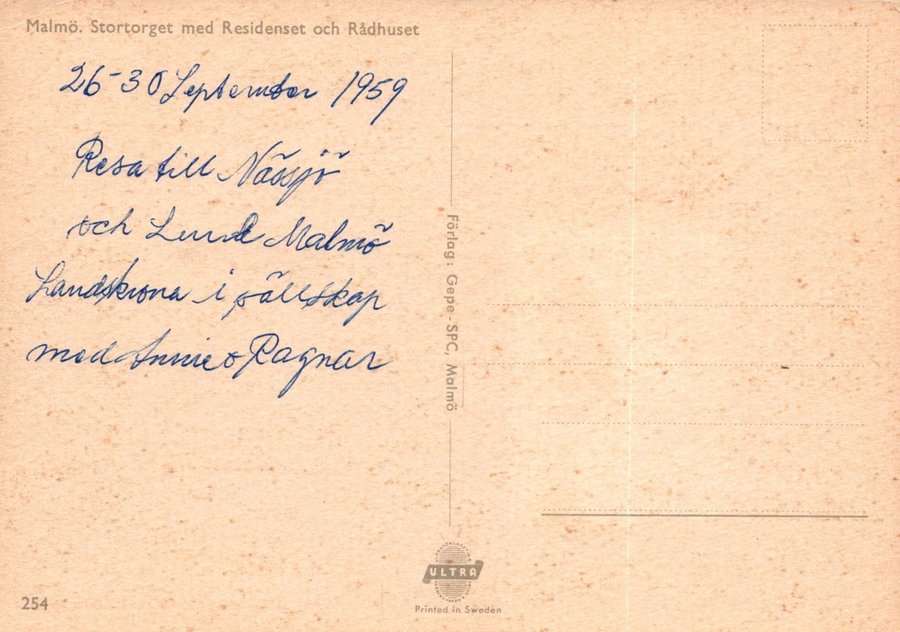 Malmö. Stortorget med Residenset och Rådhuset
26-30 September 1959
Resa till Nässjö
och Lund Malmö
Landskrona i sällskap
med Annie o Ragnar
Förlag: Gepe-SPC, Malmö
ULTRA
Printed in Sweden
254